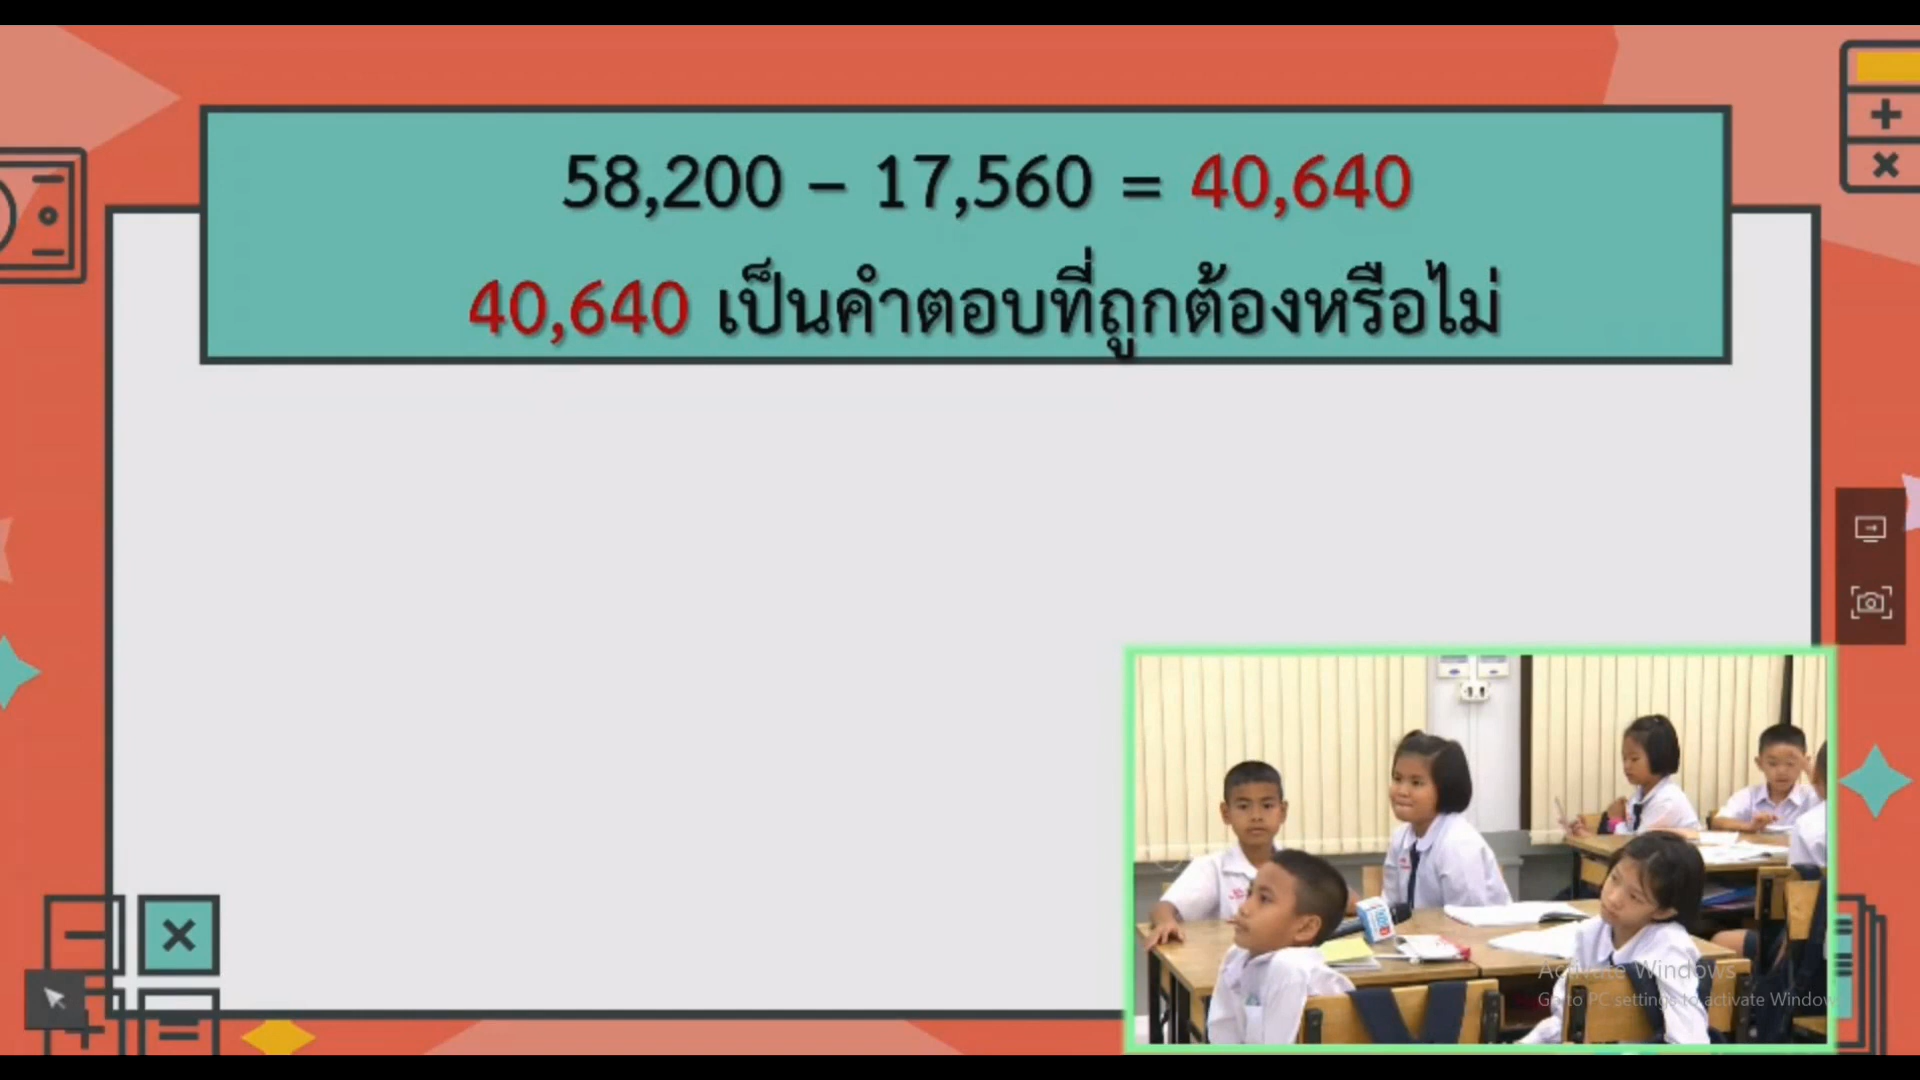 58,200 – 17,560 = 40,640
40,640 เป็นคำตอบที่ถูกต้องหรือไม่
Activate Windows
Go to PC settings to activate Windows